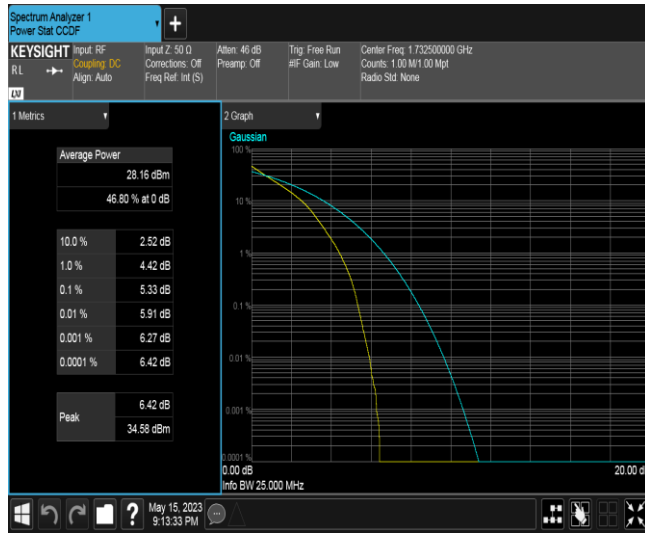 Spectrum Analyzer 1
Power Stat CCDF
+
KEYSIGHT
RL
LXI
Input: RF
Coupling: DC
Align: Auto
Input Z: 50 Ω
Corrections: Off
Freq Ref: Int (S)
Atten: 46 dB
Preamp: Off
Trig: Free Run
#IF Gain: Low
Center Freq: 1.732500000 GHz
Counts: 1.00 M/1.00 Mpt
Radio Std: None
1 Metrics
Average Power
28.16 dBm
46.80 % at 0 dB
10.0 % 2.52 dB
1.0 % 4.42 dB
0.1 % 5.33 dB
0.01 % 5.91 dB
0.001 % 6.27 dB
0.0001 % 6.42 dB
Peak
6.42 dB
34.58 dBm
2 Graph
Gaussian
100 %
10 %
1 %
0.1 %
0.01 %
0.001 %
0.0001 %
0.00 dB
20.00 d
Info BW 25.000 MHz
?
May 15, 2023
9:13:33 PM